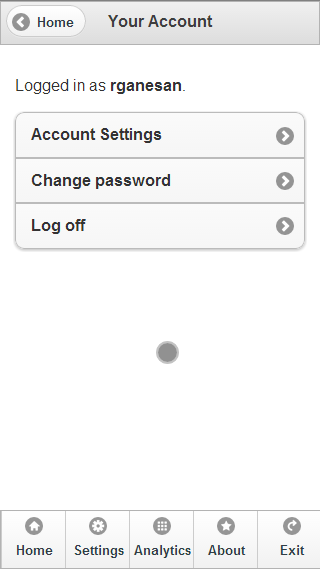 Home
Your Account
Logged in as rganesan.
Account Settings
Change password
Log off
Home Settings Analytics About Exit